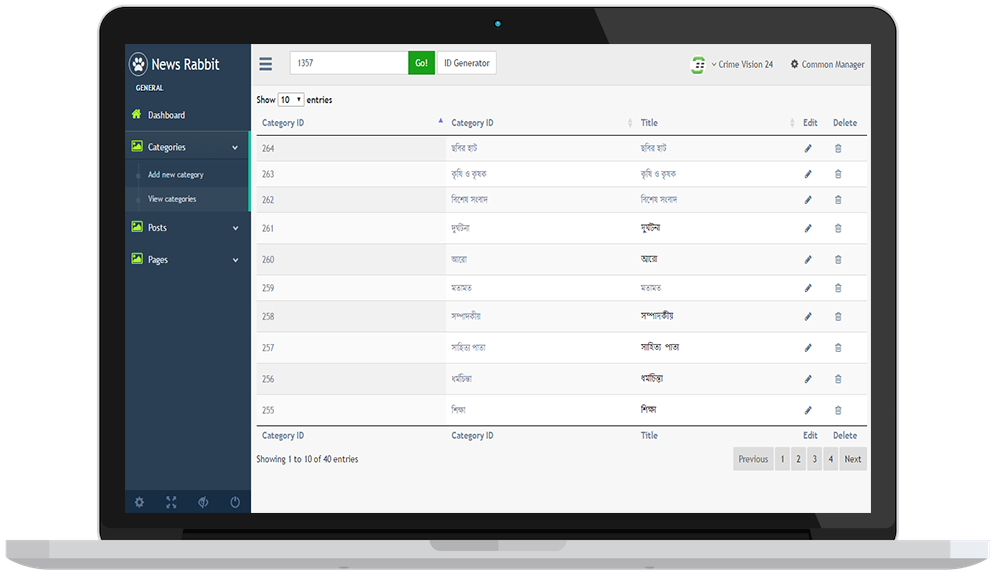 News Rabbit
1357 Go! ID Generator
Crime Vision 24 Common Manager
GENERAL
Dashboard
Categories
Add new category
View categories
Posts
Pages
Show 10 entries
Category ID Category ID Title Edit Delete
264 ছবির হাট ছবির হাট
263 কৃষি ও কৃষক কৃষি ও কৃষক
262 বিশেষ সংবাদ বিশেষ সংবাদ
261 দুর্ঘটনা দুর্ঘটনা
260 আরো আরো
259 মতামত মতামত
258 সম্পাদকীয় সম্পাদকীয়
257 সাহিত্য পাতা সাহিত্য পাতা
256 ধর্মচিন্তা ধর্মচিন্তা
255 শিক্ষা শিক্ষা
Category ID Category ID Title Edit Delete
Showing 1 to 10 of 40 entries
Previous 1 2 3 4 Next